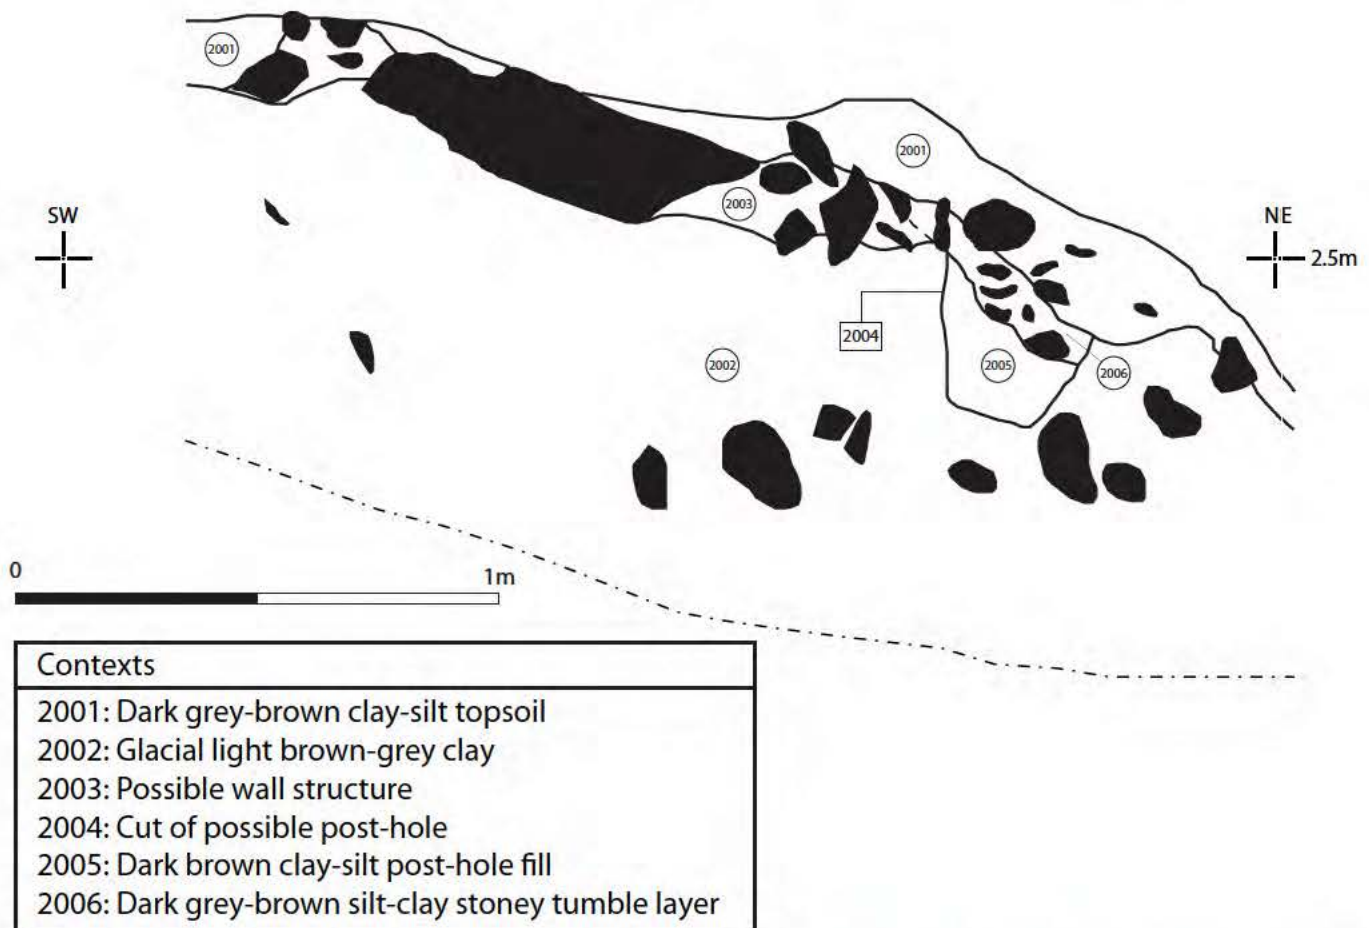 2001
2001
SW
2003
NE
2.5m
2004
2002
2005
2006
0
1m
Contexts
2001: Dark grey-brown clay-silt topsoil
2002: Glacial light brown-grey clay
2003: Possible wall structure
2004: Cut of possible post-hole
2005: Dark brown clay-silt post-hole fill
2006: Dark grey-brown silt-clay stoney tumble layer